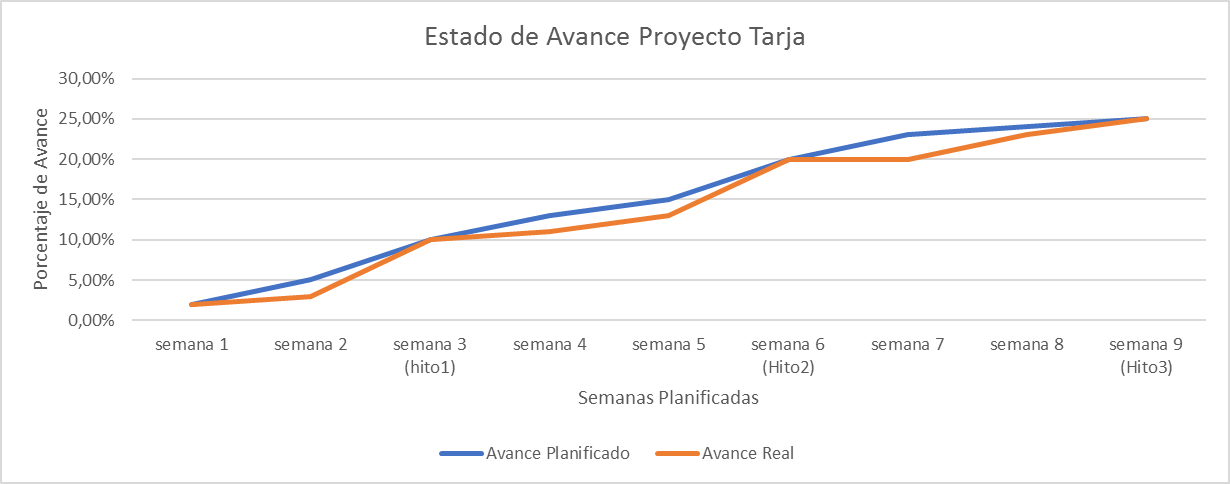 Estado de Avance Proyecto Tarja
Porcentaje de Avance
30,00%
25,00%
20,00%
15,00%
10,00%
5,00%
0,00%
semana 1
semana 2
semana 3
(hito1)
semana 4
semana 5
semana 6
(Hito2)
semana 7
semana 8
semana 9
(Hito3)
Semanas Planificadas
Avance Planificado
Avance Real